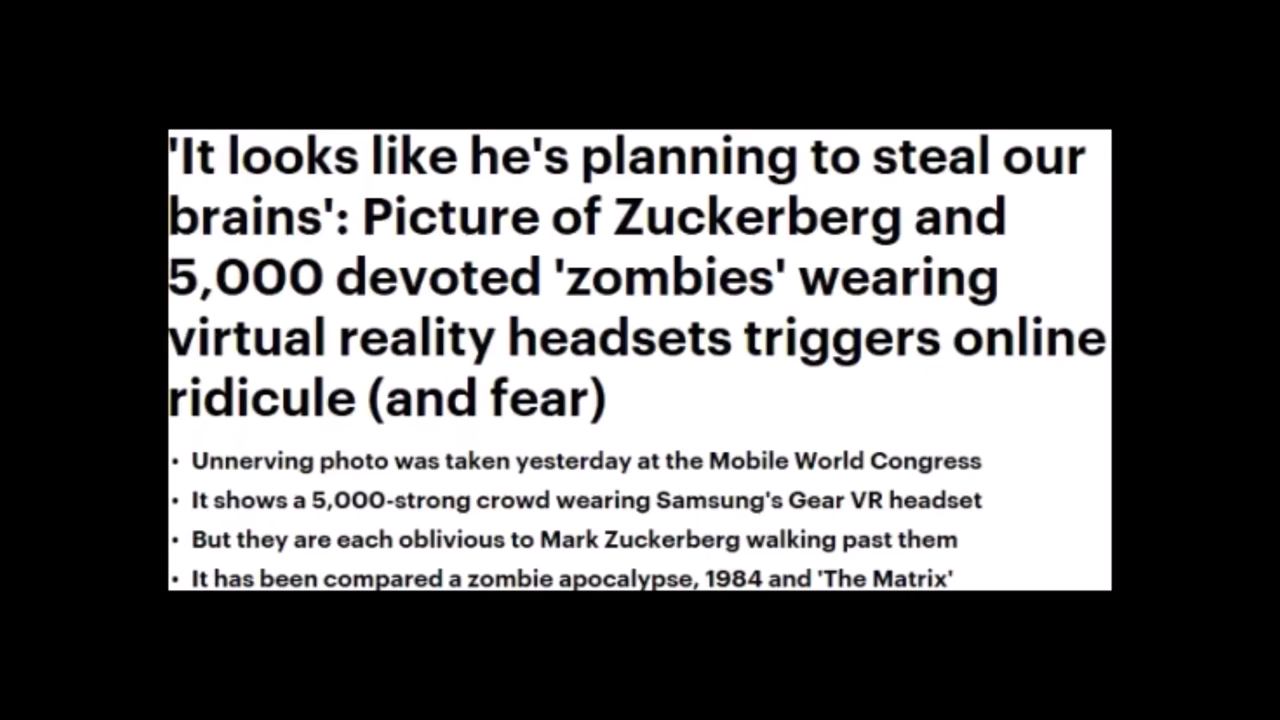 'It looks like he's planning to steal our
brains': Picture of Zuckerberg and
5,000 devoted 'zombies' wearing
virtual reality headsets triggers online
ridicule (and fear)
• Unnerving photo was taken yesterday at the Mobile World Congress
• It shows a 5,000-strong crowd wearing Samsung's Gear VR headset
• But they are each oblivious to Mark Zuckerberg walking past them
• It has been compared a zombie apocalypse, 1984 and 'The Matrix'